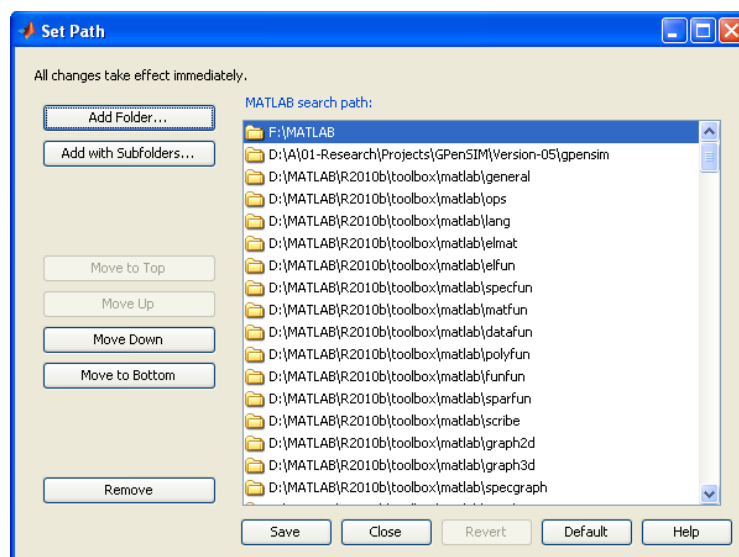 Set Path
All changes take effect immediately.
Add Folder...
Add with Subfolders...
Move to Top
Move Up
Move Down
Move to Bottom
Remove
MATLAB search path:
F:\MATLAB
D:\A\01-Research\Projects\GPenSIM\Version-05\gpensim
D:\MATLAB\R2010b\toolbox\matlab\general
D:\MATLAB\R2010b\toolbox\matlab\ops
D:\MATLAB\R2010b\toolbox\matlab\lang
D:\MATLAB\R2010b\toolbox\matlab\elmat
D:\MATLAB\R2010b\toolbox\matlab\elfun
D:\MATLAB\R2010b\toolbox\matlab\specfun
D:\MATLAB\R2010b\toolbox\matlab\matfun
D:\MATLAB\R2010b\toolbox\matlab\datafun
D:\MATLAB\R2010b\toolbox\matlab\polyfun
D:\MATLAB\R2010b\toolbox\matlab\funfun
D:\MATLAB\R2010b\toolbox\matlab\sparfun
D:\MATLAB\R2010b\toolbox\matlab\scribe
D:\MATLAB\R2010b\toolbox\matlab\graph2d
D:\MATLAB\R2010b\toolbox\matlab\graph3d
D:\MATLAB\R2010b\toolbox\matlab\specgraph
Save
Close
Revert
Default
Help